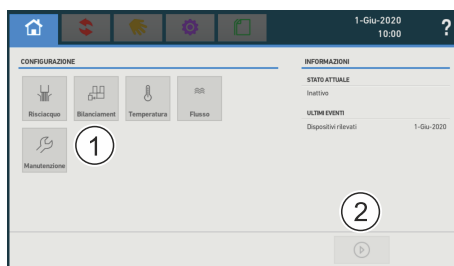 1-Giu-2020
10:00
?
CONFIGURAZIONE
INFORMAZIONI
STATO ATTUALE
Inattivo
ULTIMI EVENTI
Dispositivi rilevati 1-Giu-2020
Risciacquo Bilanciament Temperatura Flusso
Manutenzione
1
2